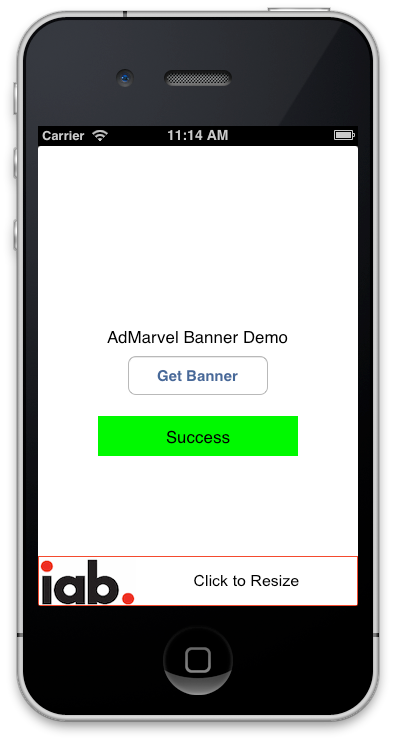 Carrier 11:14 AM
AdMarvel Banner Demo
Get Banner
Success
iab.
Click to Resize